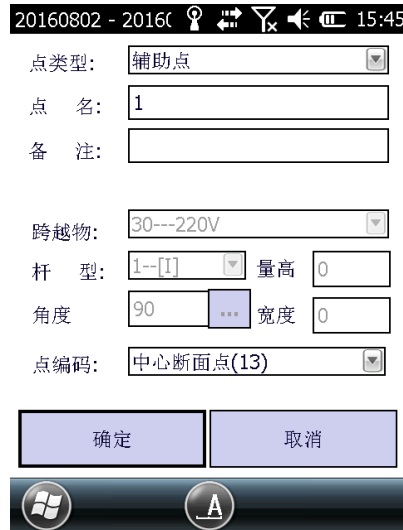 20160802 - 2016( 15:45
点类型: 辅助点
点 名: 1
备 注:
跨越物: 30---220V
杆 型: 1--[I] 量高 0
角度 90 ... 宽度 0
点编码: 中心断面点(13)
确定 取消
A